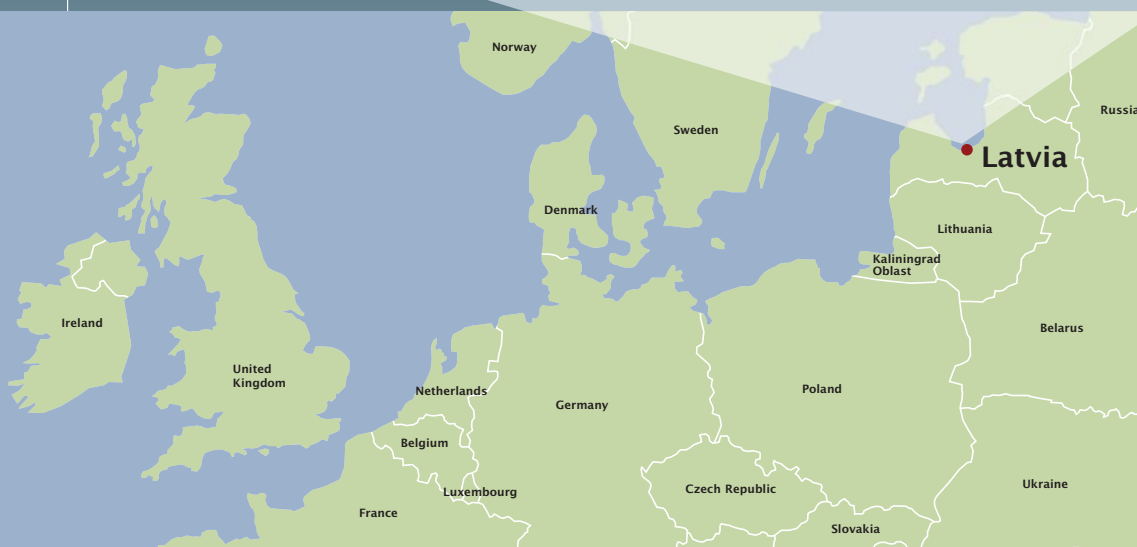 Norway
Russia
Sweden
Latvia
Denmark
Lithuania
Kaliningrad
Oblast
Ireland
Belarus
United
Kingdom
Netherlands
Poland
Germany
Belgium
Ukraine
Czech Republic
Luxembourg
France
Slovakia